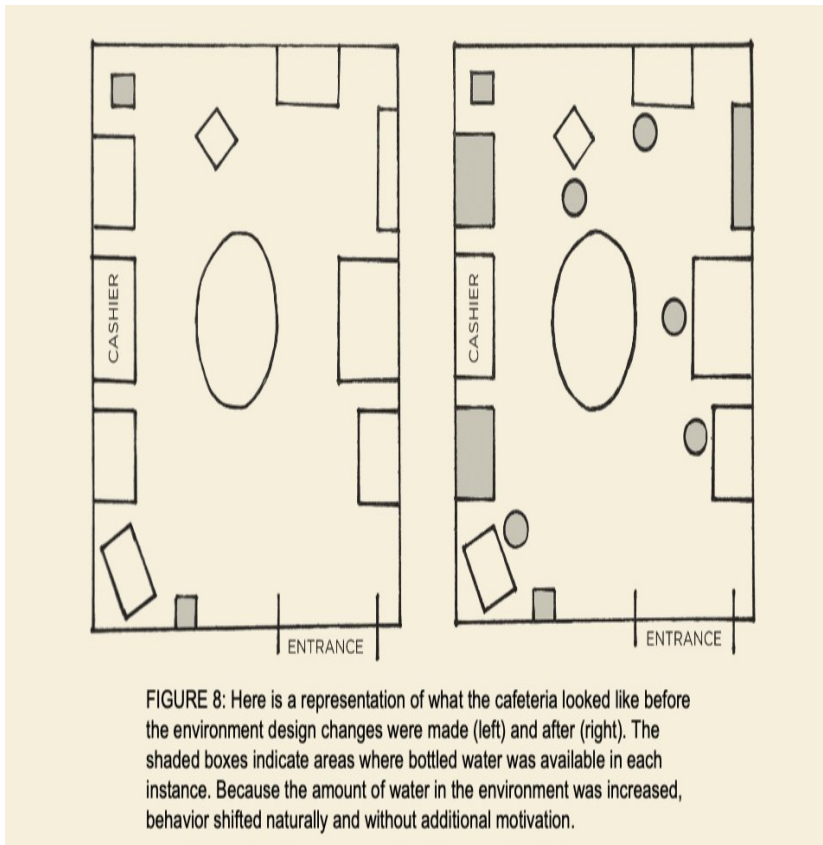 CASHIER
CASHIER
ENTRANCE
ENTRANCE
FIGURE 8: Here is a representation of what the cafeteria looked like before
the environment design changes were made (left) and after (right). The
shaded boxes indicate areas where bottled water was available in each
instance. Because the amount of water in the environment was increased,
behavior shifted naturally and without additional motivation.